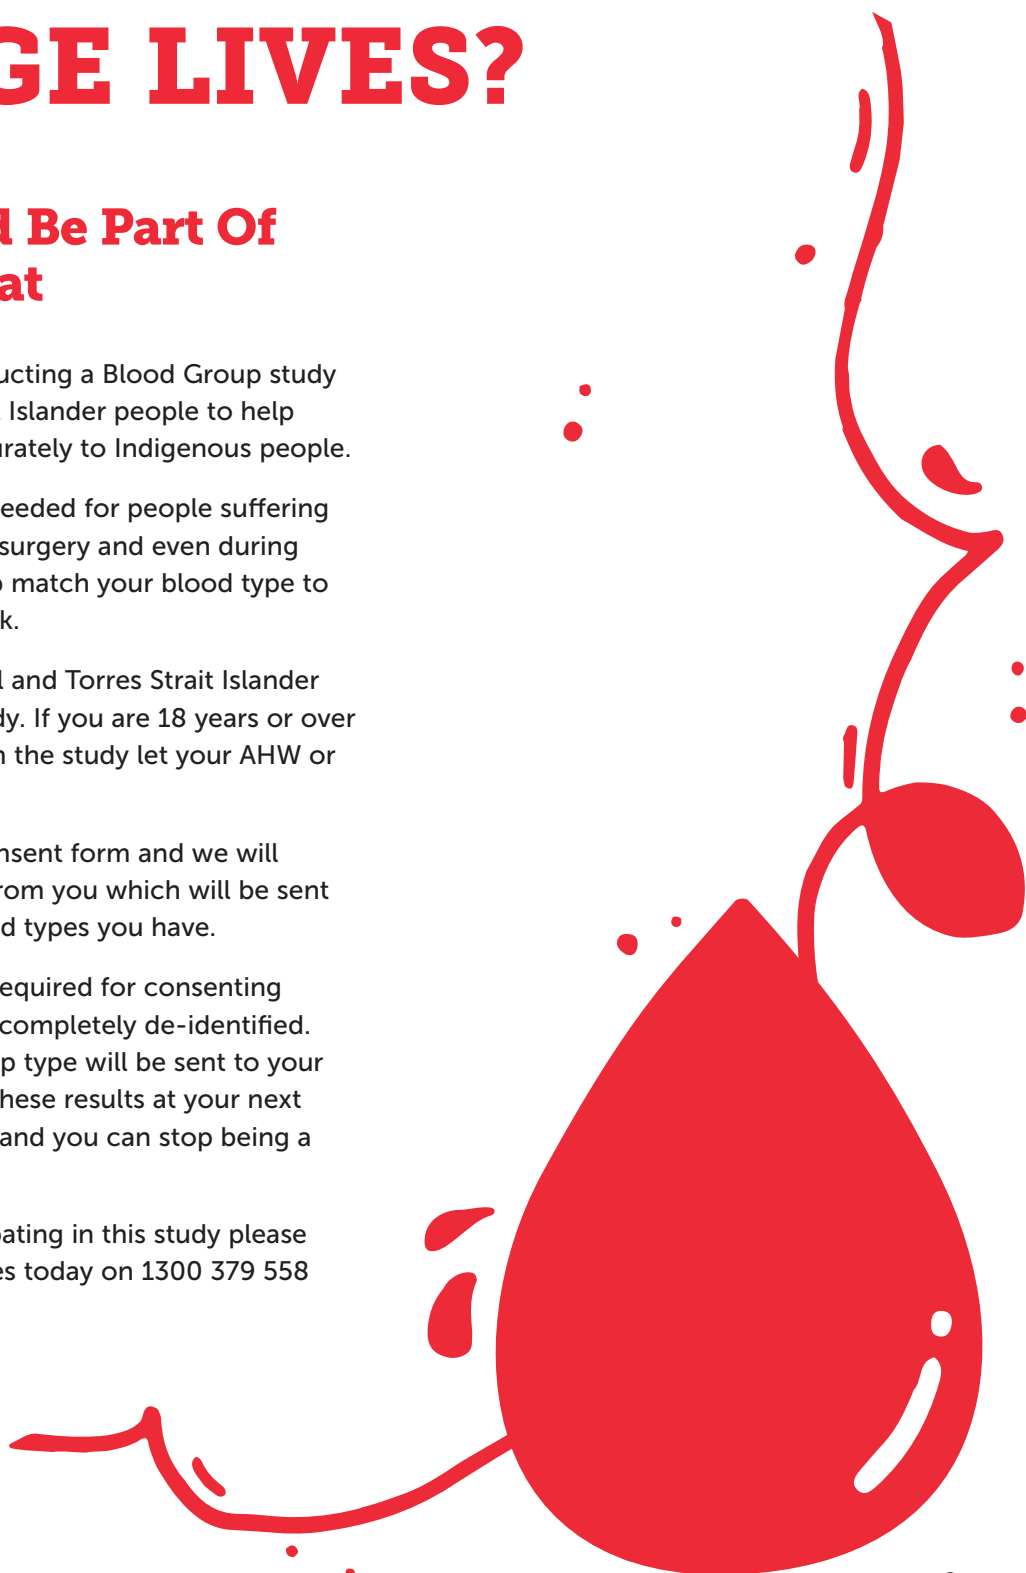 GE LIVES?
d Be Part Of
at
ucting a Blood Group study
Islander people to help
urately to Indigenous people.
eeded for people suffering
surgery and even during
match your blood type to
k.
l and Torres Strait Islander
dy. If you are 18 years or over
n the study let your AHW or
nsent form and we will
rom you which will be sent
d types you have.
equired for consenting
completely de-identified.
p type will be sent to your
hese results at your next
and you can stop being a
pating in this study please
es today on 1300 379 558